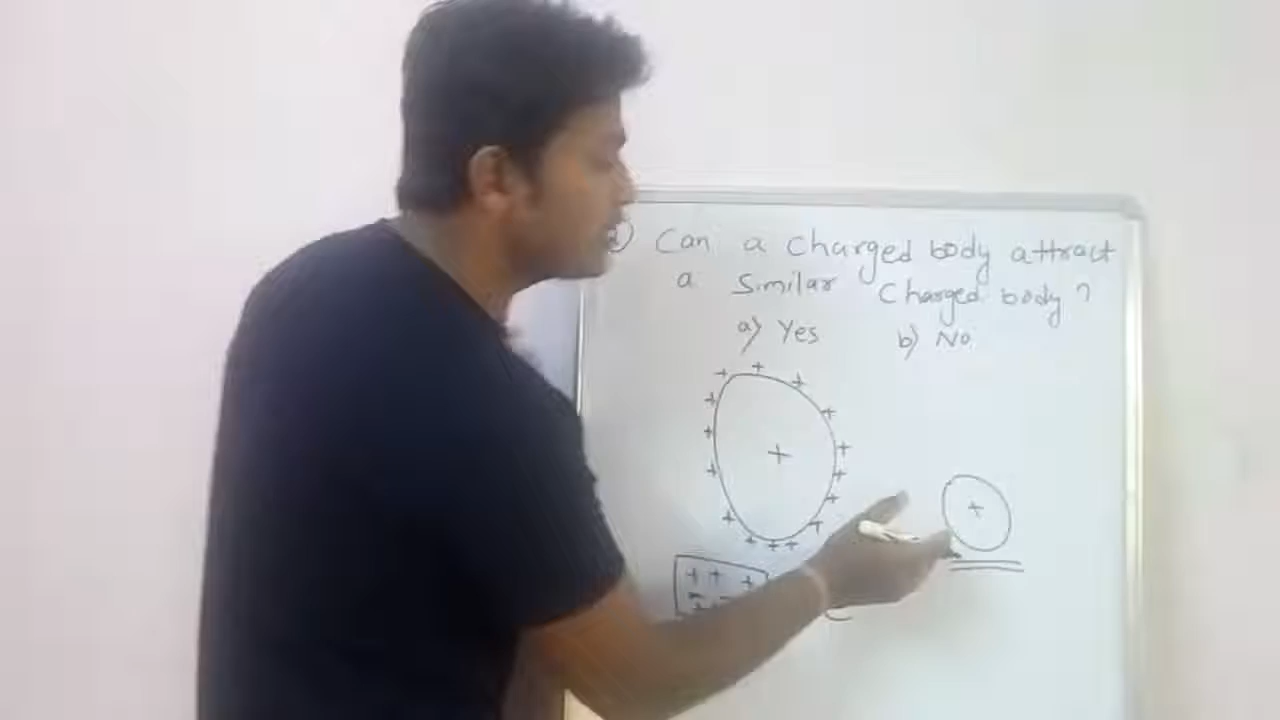 Can a charged body attract
a Similar Charged body ?
a) Yes b) No
+ + +
+ +
+ +
+ + +
+ +
+ +
+ +
+ + +
+ + +